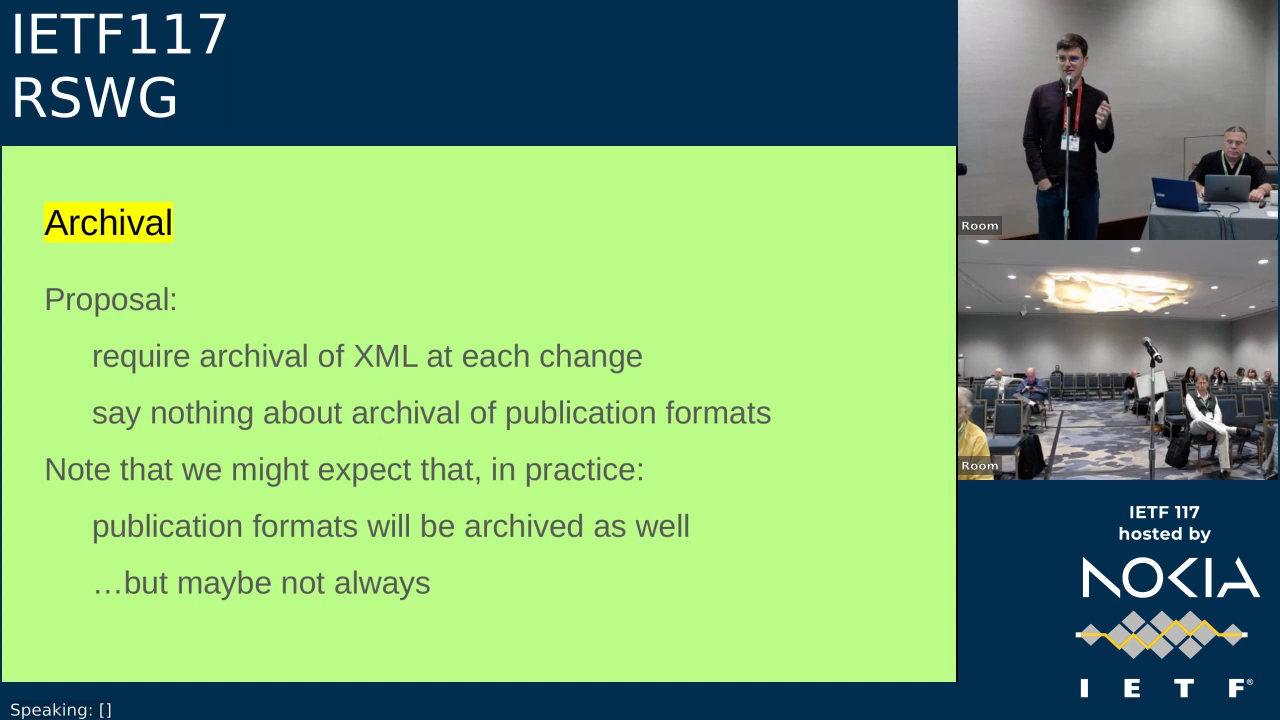 IETF117
RSWG
Archival
Proposal:
require archival of XML at each change
say nothing about archival of publication formats
Note that we might expect that, in practice:
publication formats will be archived as well
…but maybe not always
Speaking: []
Room
Room
IETF 117
hosted by
NOKIA
I E T F®